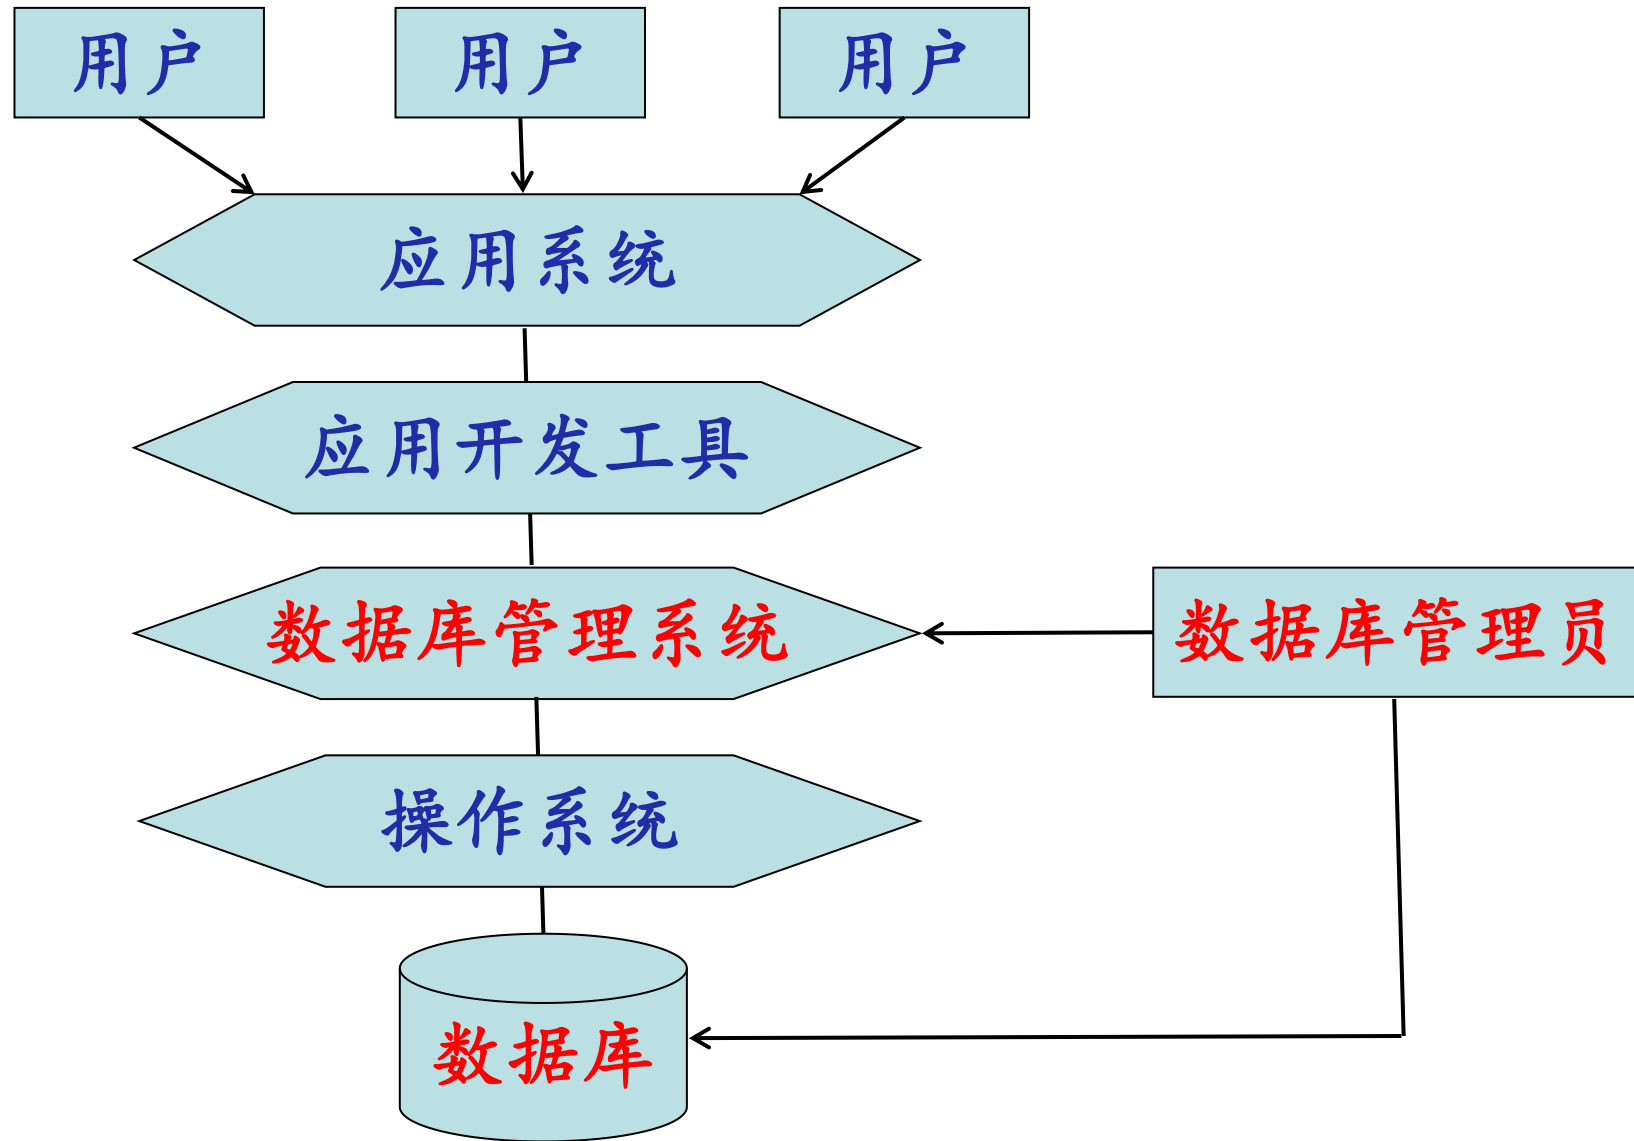 用户
用户
用户
应用系统
应用开发工具
数据库管理系统
数据库管理员
操作系统
数据库